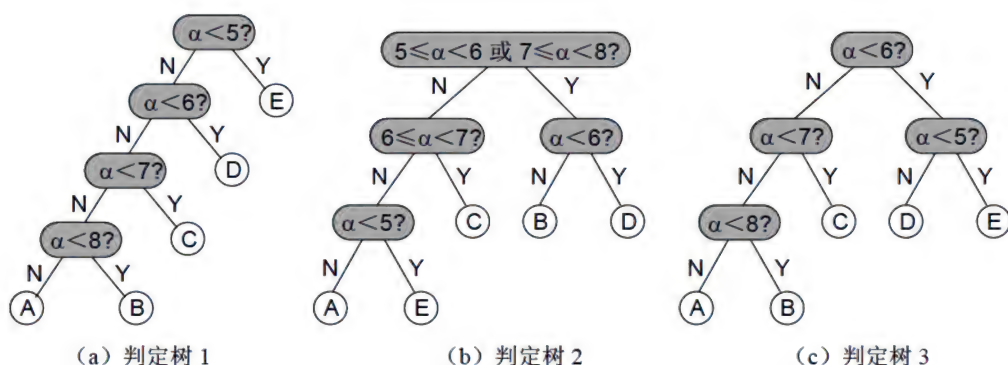 α<5?
N Y
α<6?
E
N Y
α<7?
D
N Y
α<8?
C
N Y
A B
(a) 判定树 1
5≤α<6 或 7≤α<8?
N Y
6≤α<7? α<6?
N Y N Y
α<5? C B D
N Y
A E
(b) 判定树 2
α<6?
N Y
α<7? α<5?
N Y N Y
α<8? C D E
N Y
A B
(c) 判定树 3